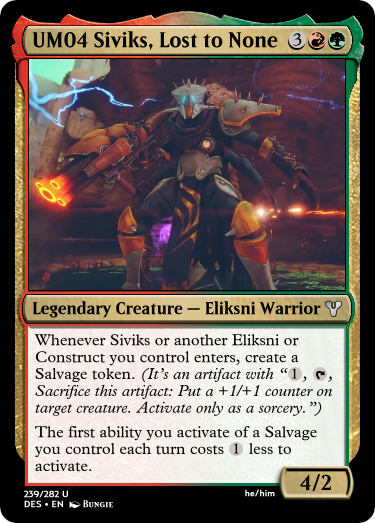 UM04 Siviks, Lost to None 3
Legendary Creature — Eliksni Warrior
Whenever Siviks or another Eliksni or
Construct you control enters, create a
Salvage token. (It's an artifact with “1, ,
Sacrifice this artifact: Put a +1/+1 counter on
target creature. Activate only as a sorcery.”)
The first ability you activate of a Salvage
you control each turn costs 1 less to
activate.
4/2
239/282 U he/him
DES • EN Bungie